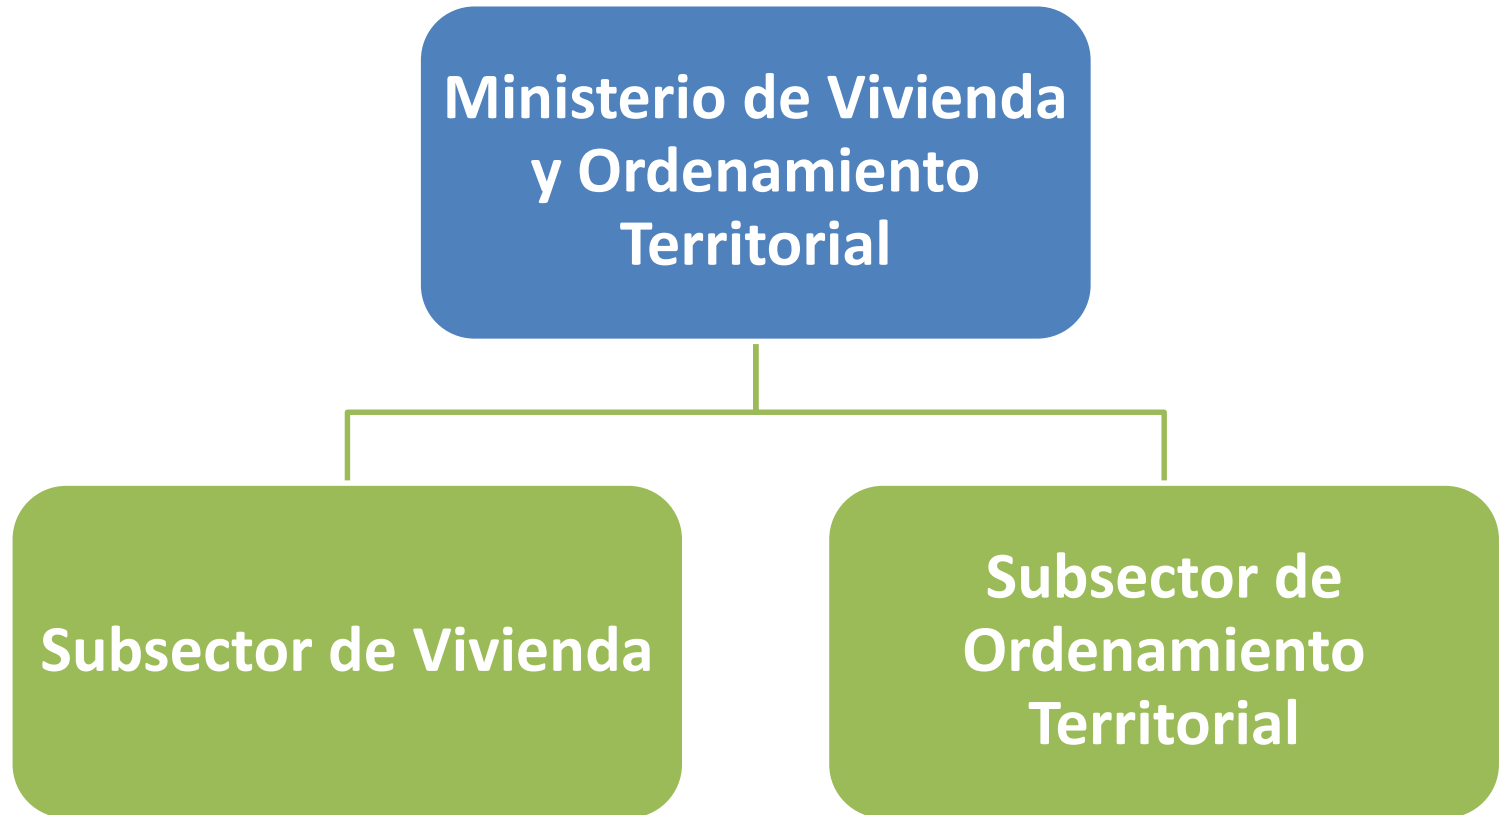 Ministerio de Vivienda
y Ordenamiento
Territorial
Subsector de Vivienda
Subsector de
Ordenamiento
Territorial